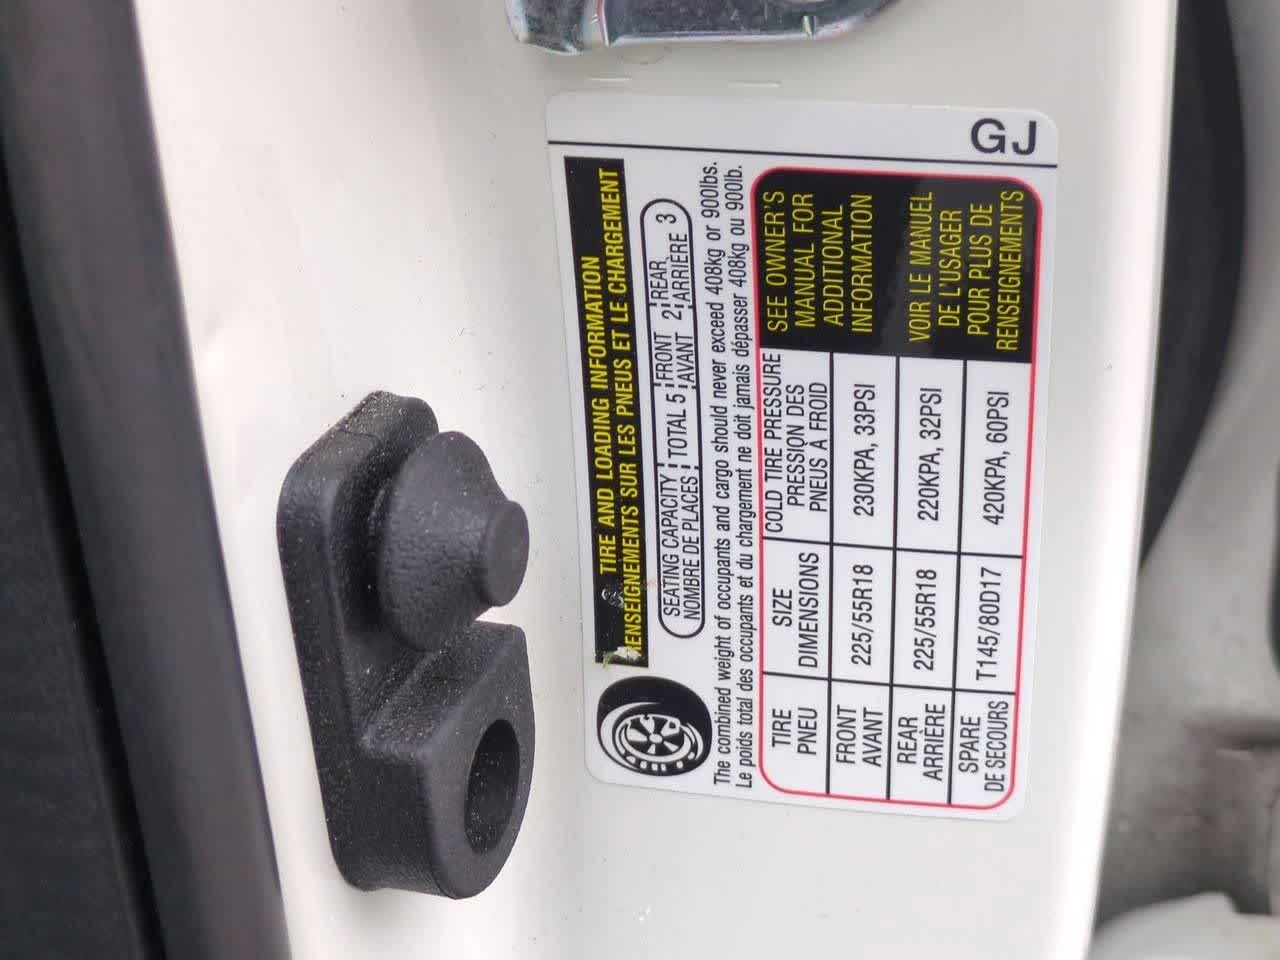 GJ
TIRE AND LOADING INFORMATION
RENSEIGNEMENTS SUR LES PNEUS ET LE CHARGEMENT
SEATING CAPACITY TOTAL 5 FRONT 2 REAR 3
NOMBRE DE PLACES AVANT ARRIÈRE
The combined weight of occupants and cargo should never exceed 408kg or 900lbs.
Le poids total des occupants et du chargement ne doit jamais dépasser 408kg ou 900lb.
TIRE
PNEU
SIZE
DIMENSIONS
COLD TIRE PRESSURE
PRESSION DES
PNEUS À FROID
FRONT
AVANT
225/55R18
230KPA, 33PSI
REAR
ARRIÈRE
225/55R18
220KPA, 32PSI
SPARE
DE SECOURS
T145/80D17
420KPA, 60PSI
SEE OWNER'S
MANUAL FOR
ADDITIONAL
INFORMATION
VOIR LE MANUEL
DE L'USAGER
POUR PLUS DE
RENSEIGNEMENTS